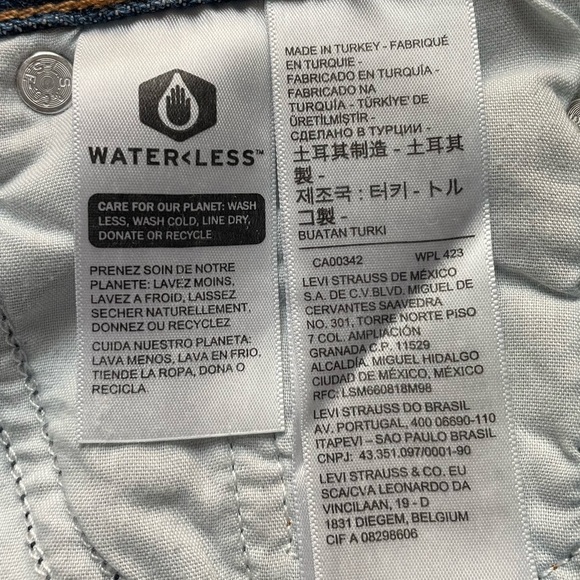 WATER<LESS™
CARE FOR OUR PLANET: WASH
LESS, WASH COLD, LINE DRY,
DONATE OR RECYCLE
PRENEZ SOIN DE NOTRE
PLANETE: LAVEZ MOINS,
LAVEZ A FROID, LAISSEZ
SECHER NATURELLEMENT,
DONNEZ OU RECYCLEZ
CUIDA NUESTRO PLANETA:
LAVA MENOS, LAVA EN FRIO,
TIENDE LA ROPA, DONA O
RECICLA
MADE IN TURKEY - FABRIQUÉ
EN TURQUIE -
FABRICADO EN TURQUÍA -
FABRICADO NA
TURQUIA - TÜRKİYE' DE
ÜRETİLMİŞTİR -
СДЕЛАНО В ТУРЦИИ -
土耳其制造 - 土耳其
製 -
제조국 : 터키 - トル
コ製 -
BUATAN TURKI
CA00342 WPL 423
LEVI STRAUSS DE MÉXICO
S.A. DE C.V. BLVD. MIGUEL DE
CERVANTES SAAVEDRA
NO. 301, TORRE NORTE PISO
7 COL. AMPLIACIÓN
GRANADA C.P. 11529
ALCALDÍA, MIGUEL HIDALGO
CIUDAD DE MÉXICO, MÉXICO
RFC: LSM660818M98
LEVI STRAUSS DO BRASIL
AV. PORTUGAL, 400 06690-110
ITAPEVI – SAO PAULO BRASIL
CNPJ: 43.351.097/0001-90
LEVI STRAUSS & CO. EU
SCA/CVA LEONARDO DA
VINCILAAN, 19 - D
1831 DIEGEM, BELGIUM
CIF A 08298606